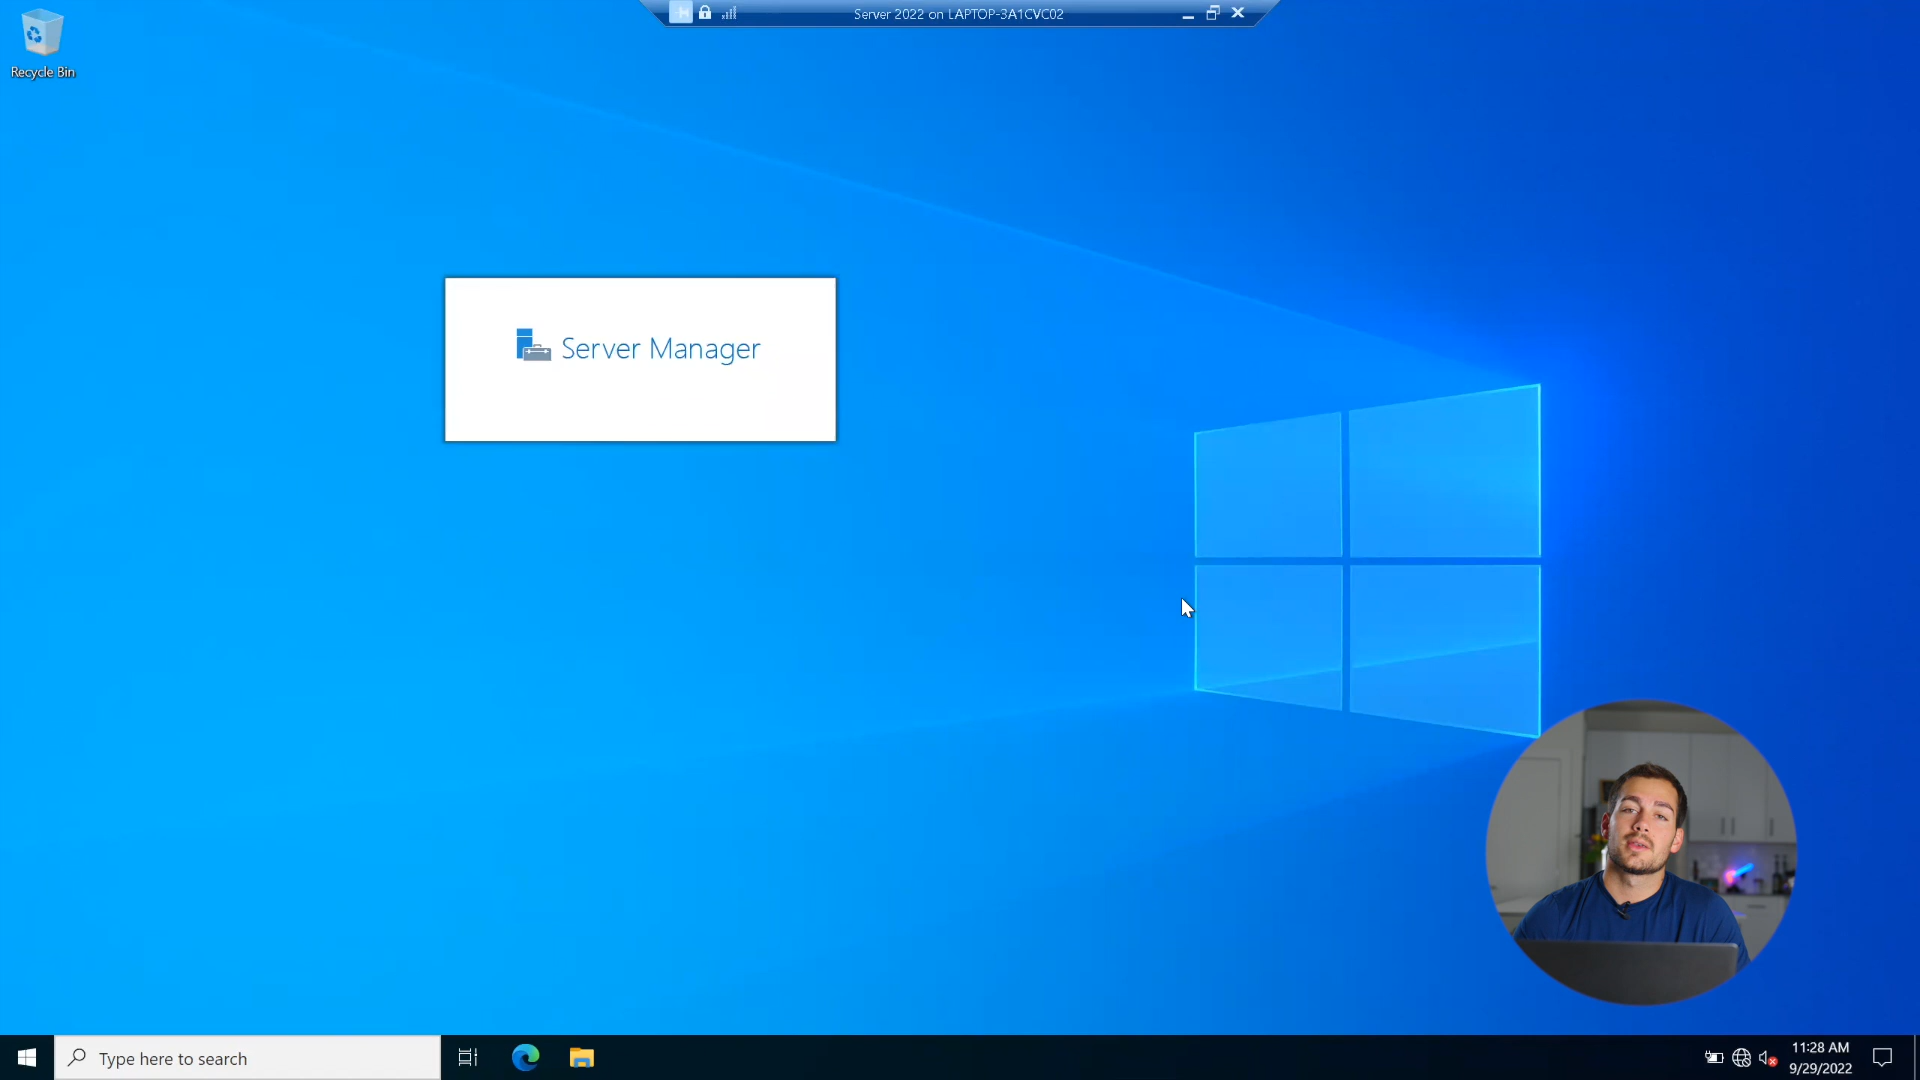 Server 2022 on LAPTOP-3A1CVC02
Recycle Bin
Server Manager
Type here to search
11:28 AM
9/29/2022